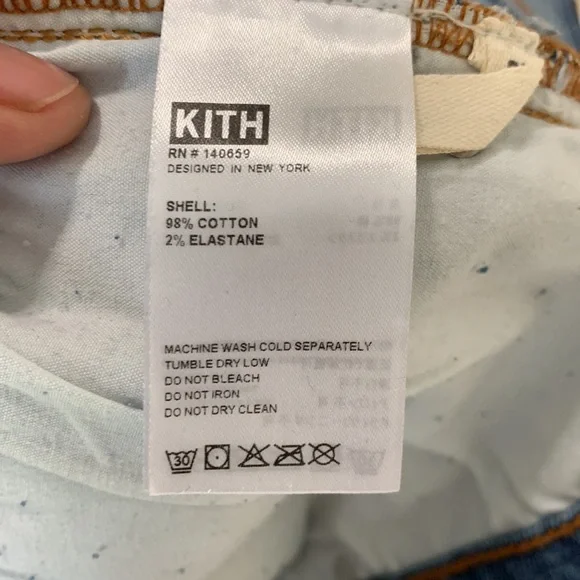 KITH
RN # 140659
DESIGNED IN NEW YORK
SHELL:
98% COTTON
2% ELASTANE
MACHINE WASH COLD SEPARATELY
TUMBLE DRY LOW
DO NOT BLEACH
DO NOT IRON
DO NOT DRY CLEAN
30